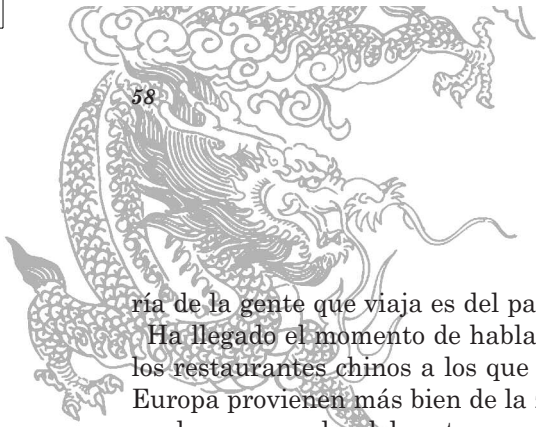 58
ría de la gente que viaja es del pa
Ha llegado el momento de habla
los restaurantes chinos a los que
Europa provienen más bien de la